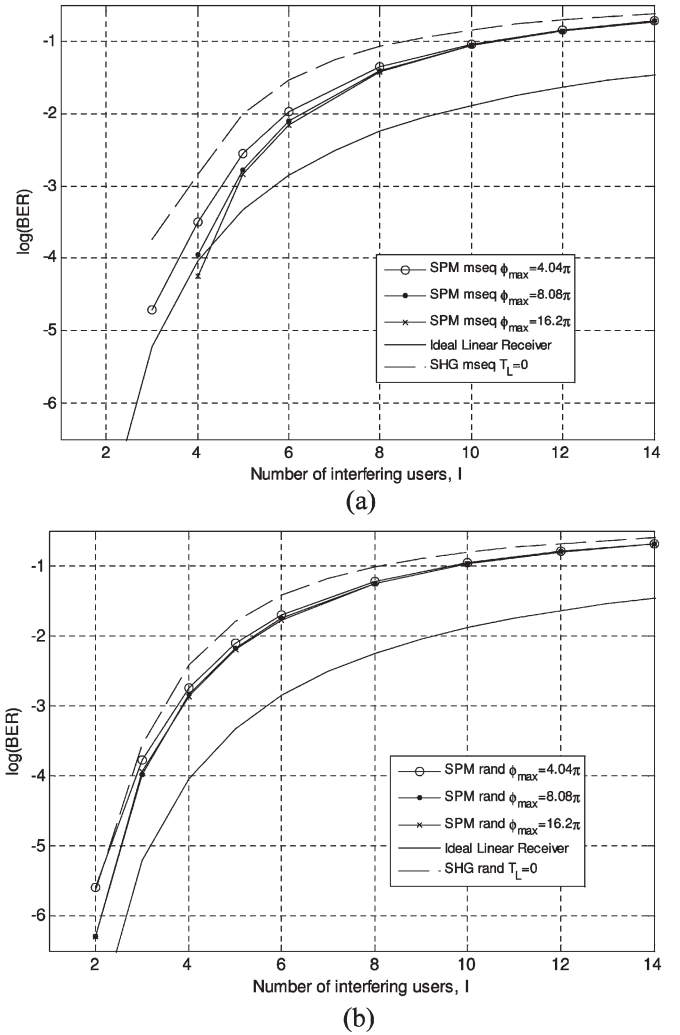 -1
-2
-3
-4
-5
-6
log(BER)
SPM mseq ϕmax=4.04π
SPM mseq ϕmax=8.08π
SPM mseq ϕmax=16.2π
Ideal Linear Receiver
SHG mseq TL=0
2 4 6 8 10 12 14
Number of interfering users, I
(a)
-1
-2
-3
-4
-5
-6
log(BER)
SPM rand ϕmax=4.04π
SPM rand ϕmax=8.08π
SPM rand ϕmax=16.2π
Ideal Linear Receiver
SHG rand TL=0
2 4 6 8 10 12 14
Number of interfering users, I
(b)